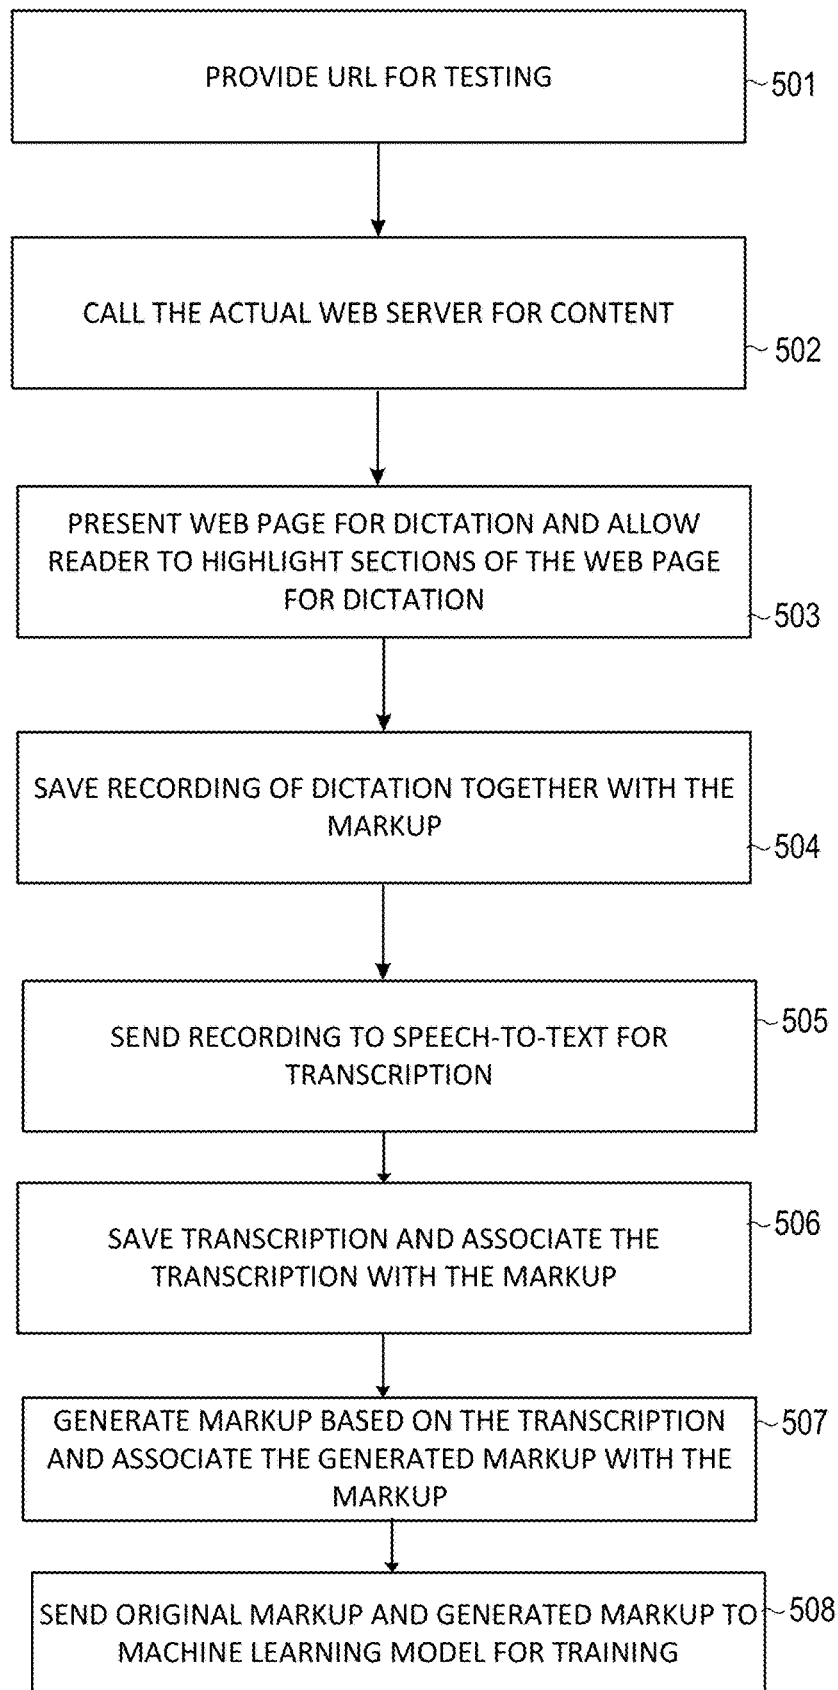 PROVIDE URL FOR TESTING
501
CALL THE ACTUAL WEB SERVER FOR CONTENT
502
PRESENT WEB PAGE FOR DICTATION AND ALLOW
READER TO HIGHLIGHT SECTIONS OF THE WEB PAGE
FOR DICTATION
503
SAVE RECORDING OF DICTATION TOGETHER WITH THE
MARKUP
504
SEND RECORDING TO SPEECH-TO-TEXT FOR
TRANSCRIPTION
505
SAVE TRANSCRIPTION AND ASSOCIATE THE
TRANSCRIPTION WITH THE MARKUP
506
GENERATE MARKUP BASED ON THE TRANSCRIPTION
AND ASSOCIATE THE GENERATED MARKUP WITH THE
MARKUP
507
SEND ORIGINAL MARKUP AND GENERATED MARKUP TO
MACHINE LEARNING MODEL FOR TRAINING
508